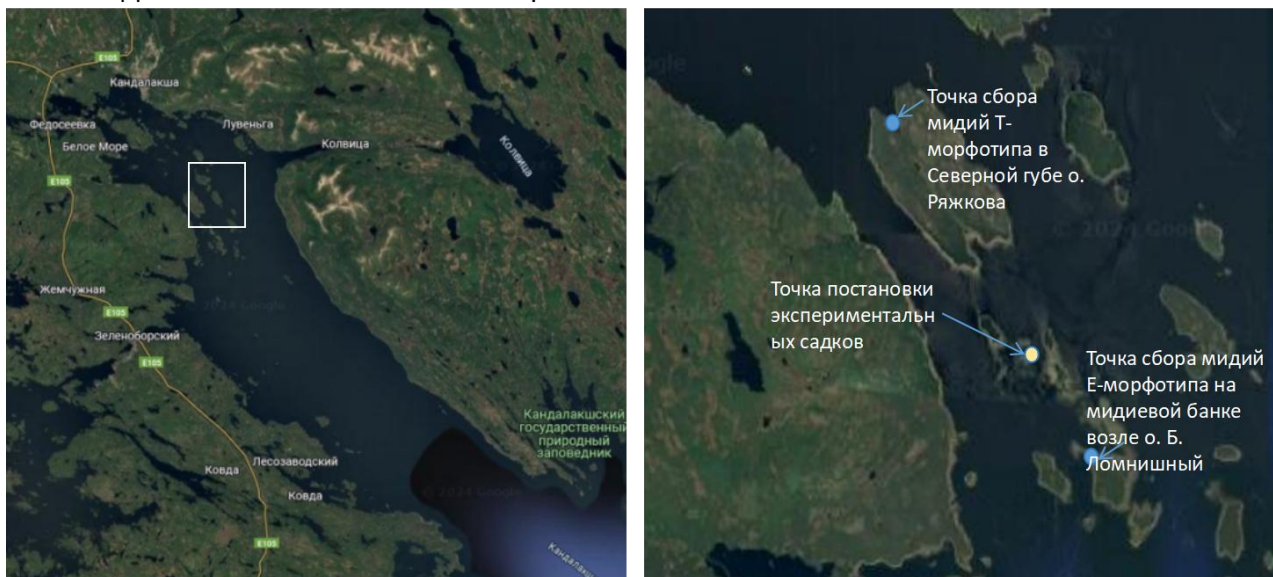 E105
Кандалакша
Федосеевка
Лувеньга
Белое Море
Колвица
Колвица
E105
Жемчужная
E105
Зеленоборский
E105
Кандалакшский
государственный
природный
заповедник
Ковда
Лесозаводский
Ковда
E105
Кандалакш
Точка сбора
мидий Т-
морфотипа в
Северной губе о.
Ряжкова
Точка постановки
экспериментальн
ых садков
Точка сбора мидий
Е-морфотипа на
мидиевой банке
возле о. Б.
Ломнишный